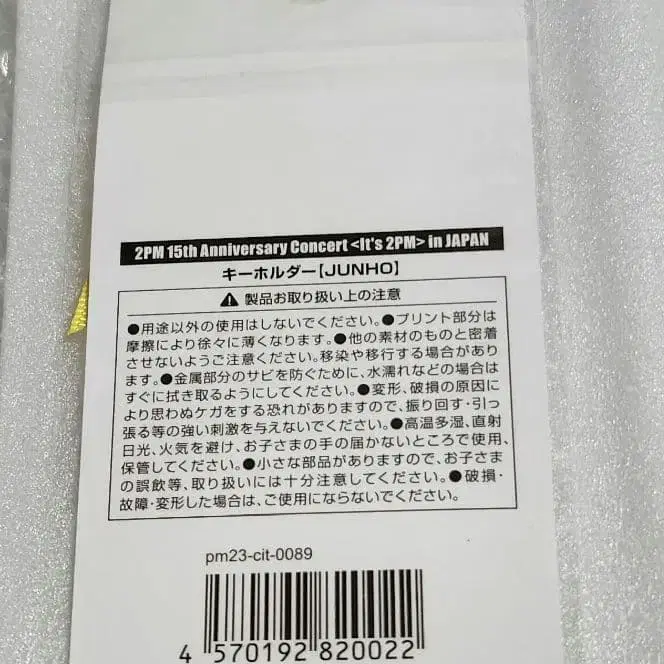 2PM 15th Anniversary Concert <It's 2PM> in JAPAN
キーホルダー【JUNHO】
⚠ 製品お取り扱い上の注意
●用途以外の使用はしないでください。●プリント部分は
摩擦により徐々に薄くなります。●他の素材のものと密着
させないようご注意ください。移染や移行する場合があり
ます。●金属部分のサビを防ぐために、水濡れなどの場合は
すぐに拭き取るようにしてください。●変形、破損の原因に
より思わぬケガをする恐れがありますので、振り回す・引っ
張る等の強い刺激を与えないでください。●高温多湿、直射
日光、火気を避け、お子さまの手の届かないところで使用、
保管してください。●小さな部品がありますので、お子さま
の誤飲等、取り扱いには十分注意してください。●破損・
故障・変形した場合は、ご使用にならないでください。
pm23-cit-0089
4 570192 820022